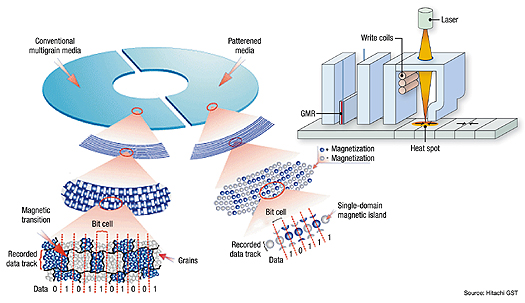 Conventional
multigrain media
Patterened
media
Laser
Write coils
GMR
Heat spot
Magnetization
Magnetization
Magnetic
transition
Bit cell
Recorded
data track
Grains
Data 0 1 1 0 1 1 0 0 1
Bit cell
Single-domain
magnetic island
Recorded
data track
Data 1 0 1 1
Source: Hitachi GST